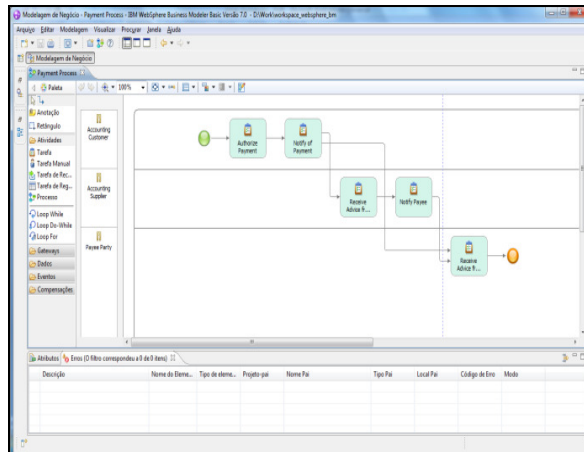 Modelagem de Negócio - Payment Process - IBM WebSphere Business Modeler Basic Versão 7.0 - D:\Work\workspace_websphere_bm
Arquivo Editar Modelagem Visualizar Procurar Janela Ajuda
Modelagem de Negócio
Payment Process
Paleta
100%
Anotação
Retângulo
Atividades
Tarefa
Tarefa Manual
Tarefa de Rec...
Tarefa de Reg...
Processo
Loop While
Loop Do-While
Loop For
Gateways
Dados
Eventos
Compensações
Accounting
Customer
Authorize
Payment
Notify of
Payment
Accounting
Supplier
Receive
Advice fr...
Notify Payee
Payee Party
Receive
Advice fr...
Atributos Erros (O filtro correspondeu a 0 de 0 itens)
Descrição Nome do Eleme... Tipo de eleme... Projeto-pai Nome Pai Tipo Pai Local Pai Código de Erro Modo